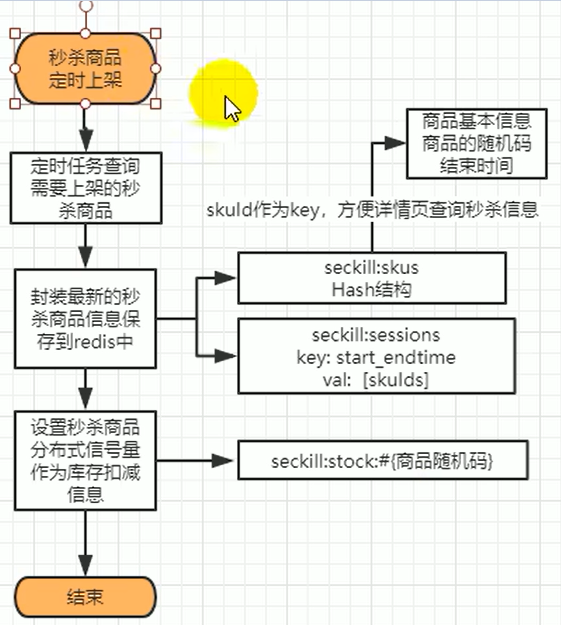 秒杀商品
定时上架
商品基本信息
商品的随机码
结束时间
定时任务查询
需要上架的秒
杀商品
skuId作为key，方便详情页查询秒杀信息
seckill:skus
Hash结构
封装最新的秒
杀商品信息保
存到redis中
seckill:sessions
key: start_endtime
val: [skuIds]
设置秒杀商品
分布式信号量
作为库存扣减
信息
seckill:stock:#{商品随机码}
结束